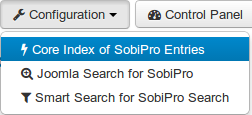 Configuration Control Panel
Core Index of SobiPro Entries
Joomla Search for SobiPro
Smart Search for SobiPro Search